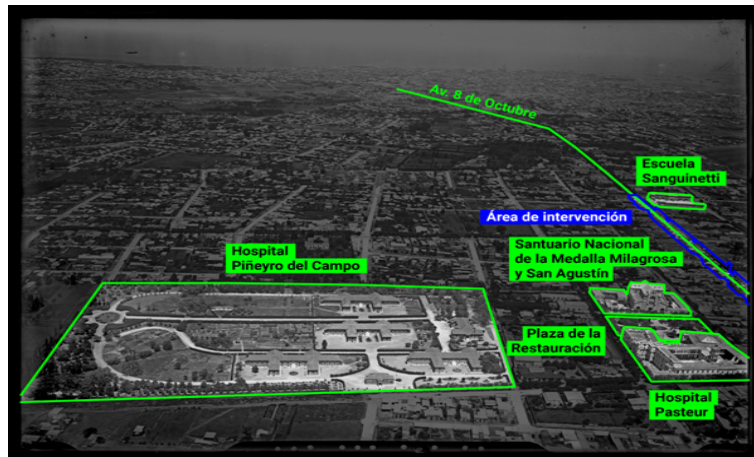 Av. 8 de Octubre
Escuela
Sanguinetti
Área de intervención
Santuario Nacional
de la Medalla Milagrosa
y San Agustín
Hospital
Piñeyro del Campo
Plaza de la
Restauración
Hospital
Pasteur